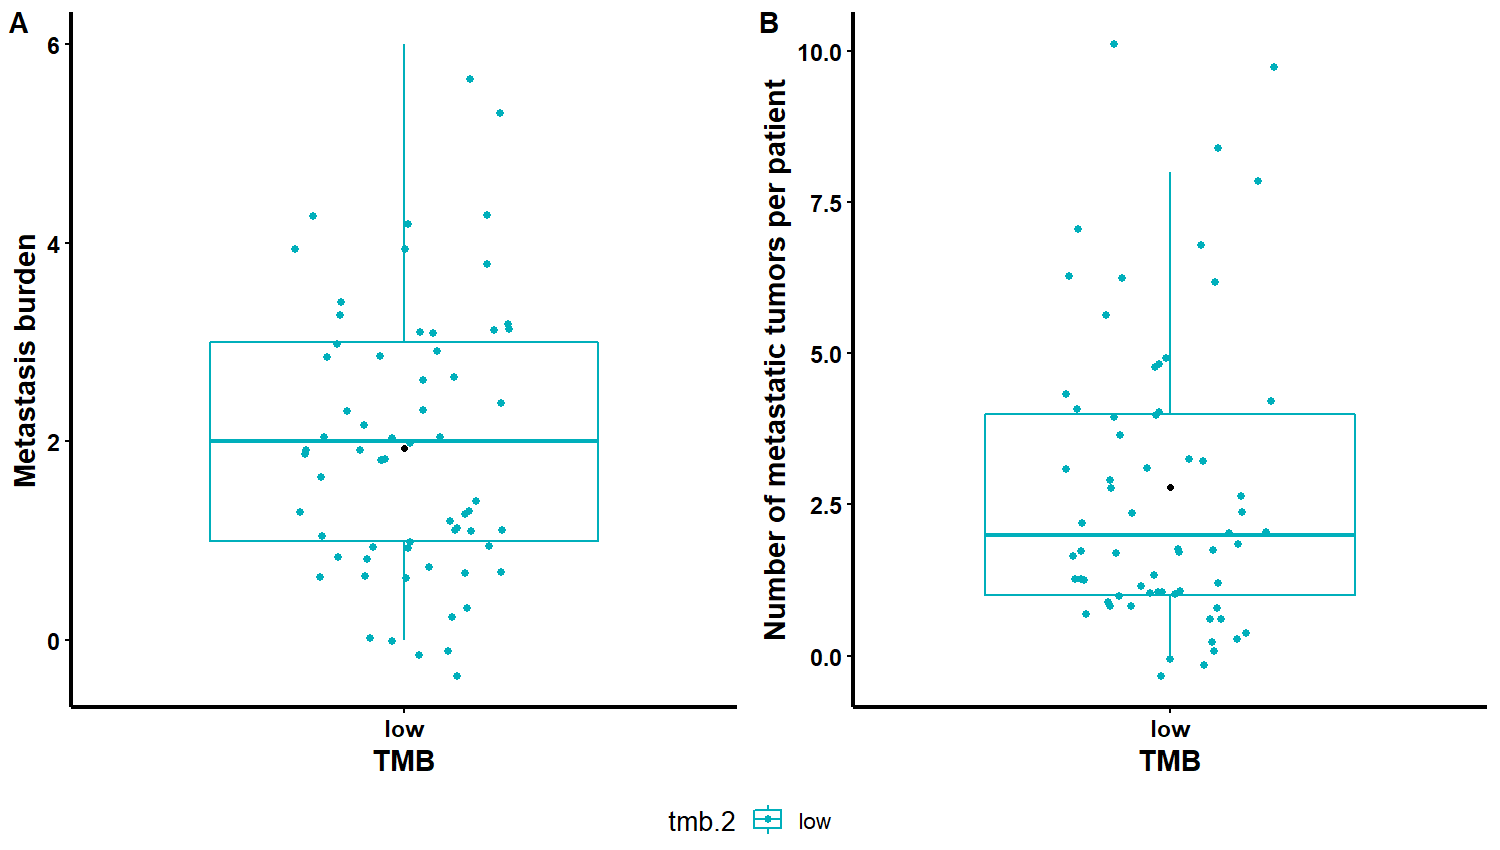 A
Metastasis burden
6
4
2
0
low
TMB
B
Number of metastatic tumors per patient
10.0
7.5
5.0
2.5
0.0
low
TMB
tmb.2 low